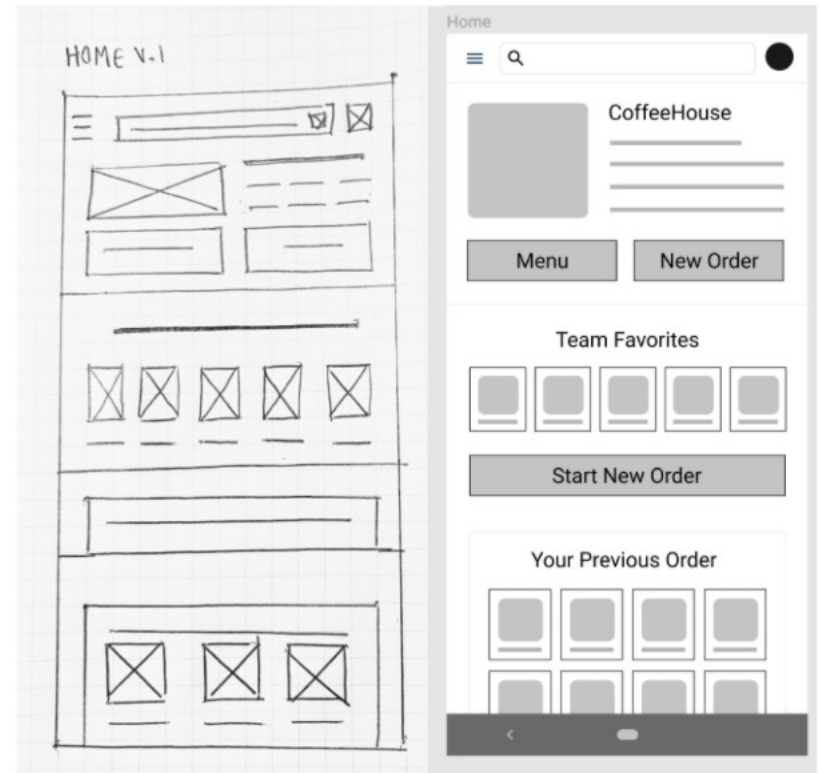 HOME V.1
Home
CoffeeHouse
Menu
New Order
Team Favorites
Start New Order
Your Previous Order